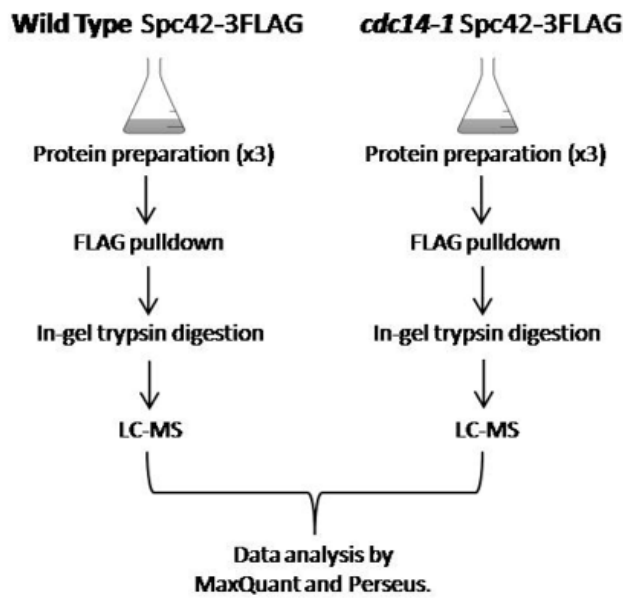 Wild Type Spc42-3FLAG
cdc14-1 Spc42-3FLAG
Protein preparation (x3)
Protein preparation (x3)
FLAG pulldown
FLAG pulldown
In-gel trypsin digestion
In-gel trypsin digestion
LC-MS
LC-MS
Data analysis by
MaxQuant and Perseus.